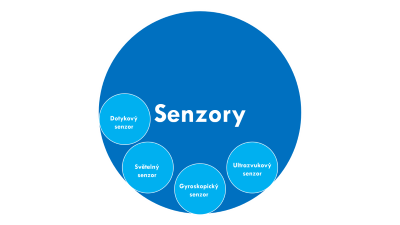 Senzory
Dotykový
senzor
Světelný
senzor
Gyroskopický
senzor
Ultrazvukový
senzor